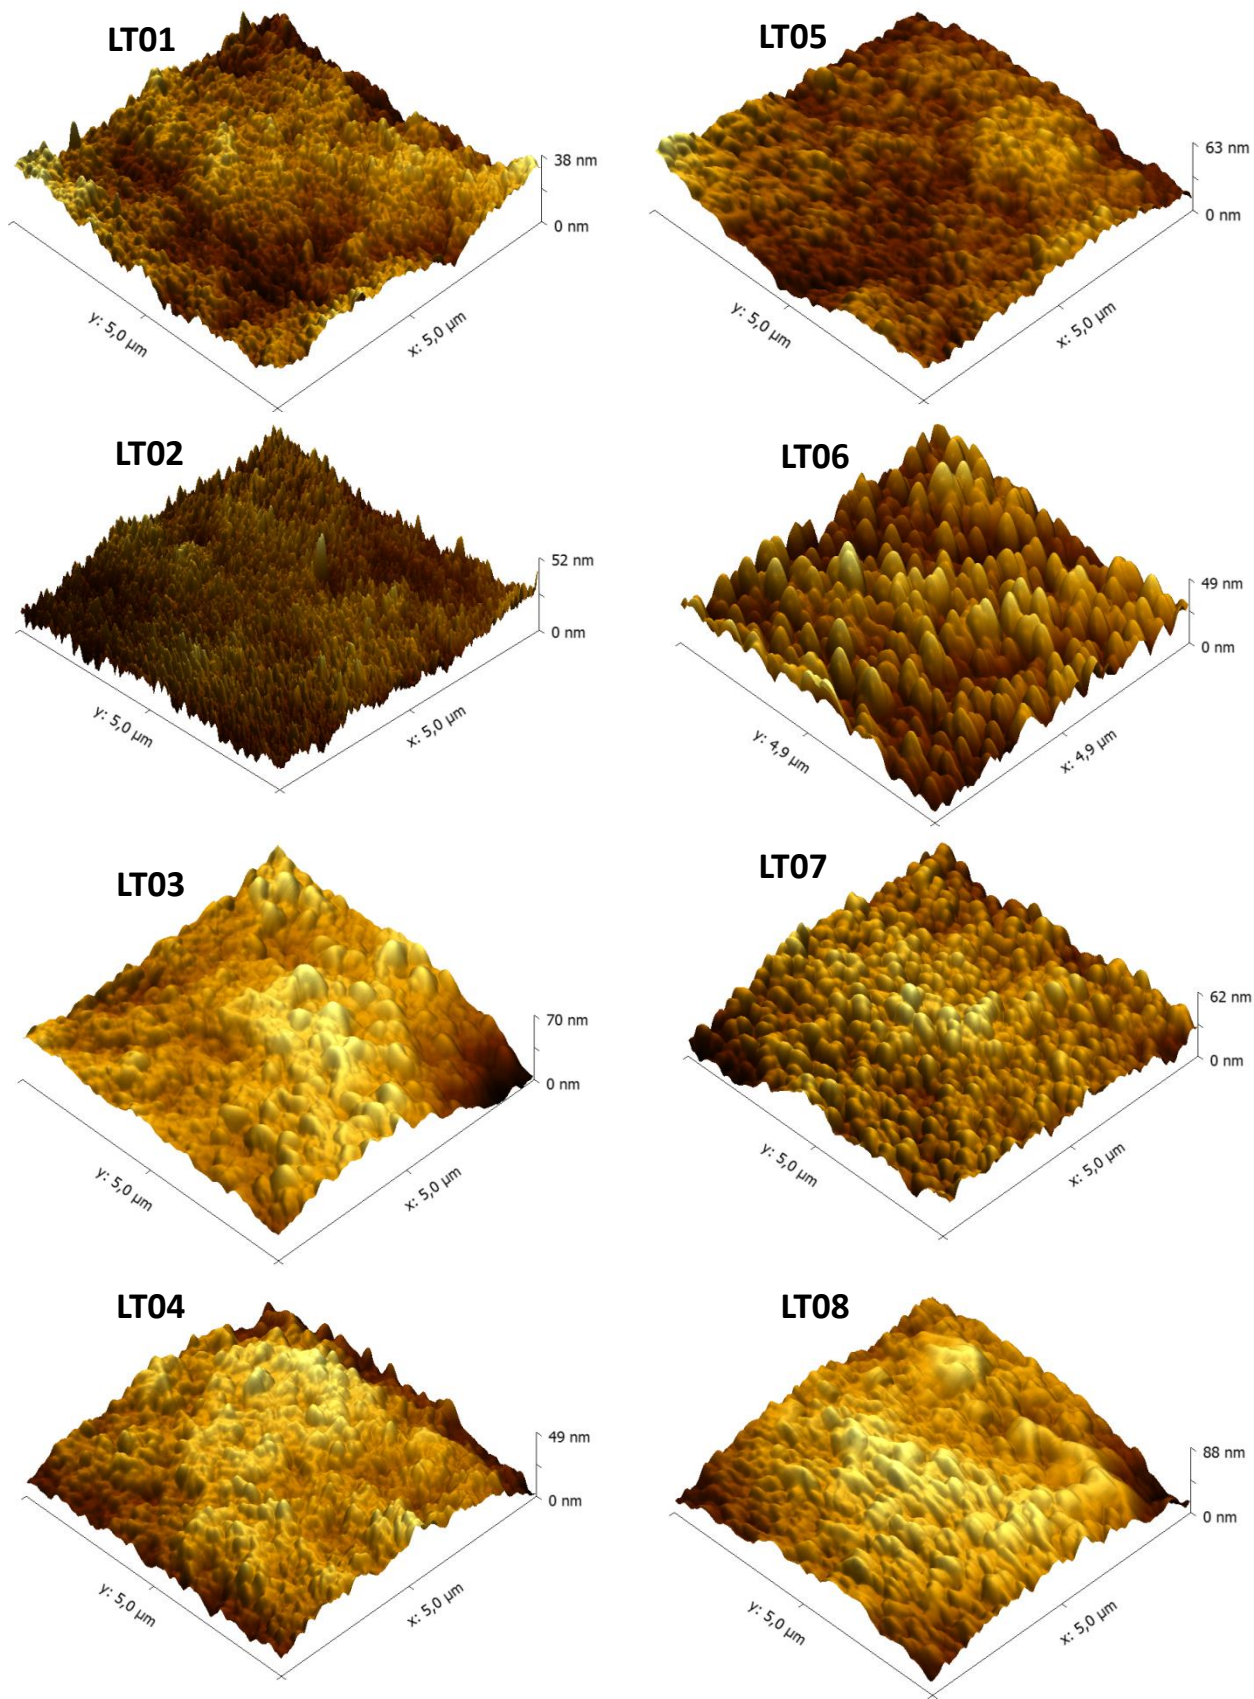 LT01
38 nm
0 nm
y: 5,0 µm
x: 5,0 µm
LT05
63 nm
0 nm
y: 5,0 µm
x: 5,0 µm
LT02
52 nm
0 nm
y: 5,0 µm
x: 5,0 µm
LT06
49 nm
0 nm
y: 4,9 µm
x: 4,9 µm
LT03
70 nm
0 nm
y: 5,0 µm
x: 5,0 µm
LT07
62 nm
0 nm
y: 5,0 µm
x: 5,0 µm
LT04
49 nm
0 nm
y: 5,0 µm
x: 5,0 µm
LT08
88 nm
0 nm
y: 5,0 µm
x: 5,0 µm